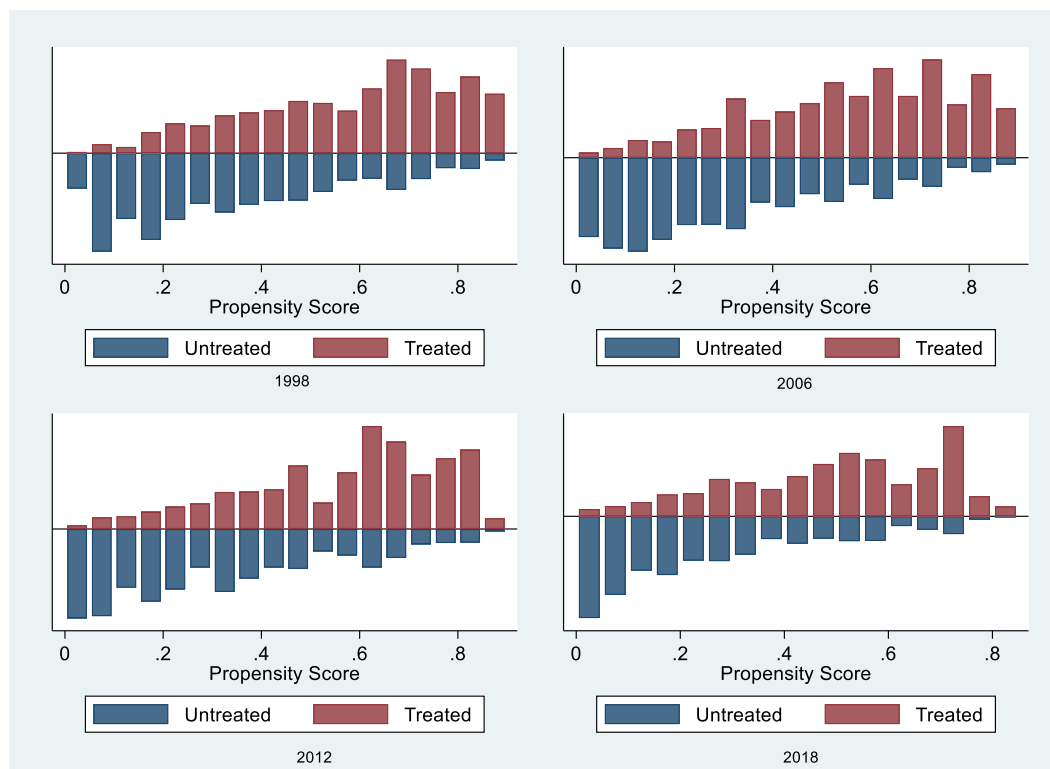 0 .2 .4 .6 .8
Propensity Score
Untreated Treated
1998
0 .2 .4 .6 .8
Propensity Score
Untreated Treated
2006
0 .2 .4 .6 .8
Propensity Score
Untreated Treated
2012
0 .2 .4 .6 .8
Propensity Score
Untreated Treated
2018